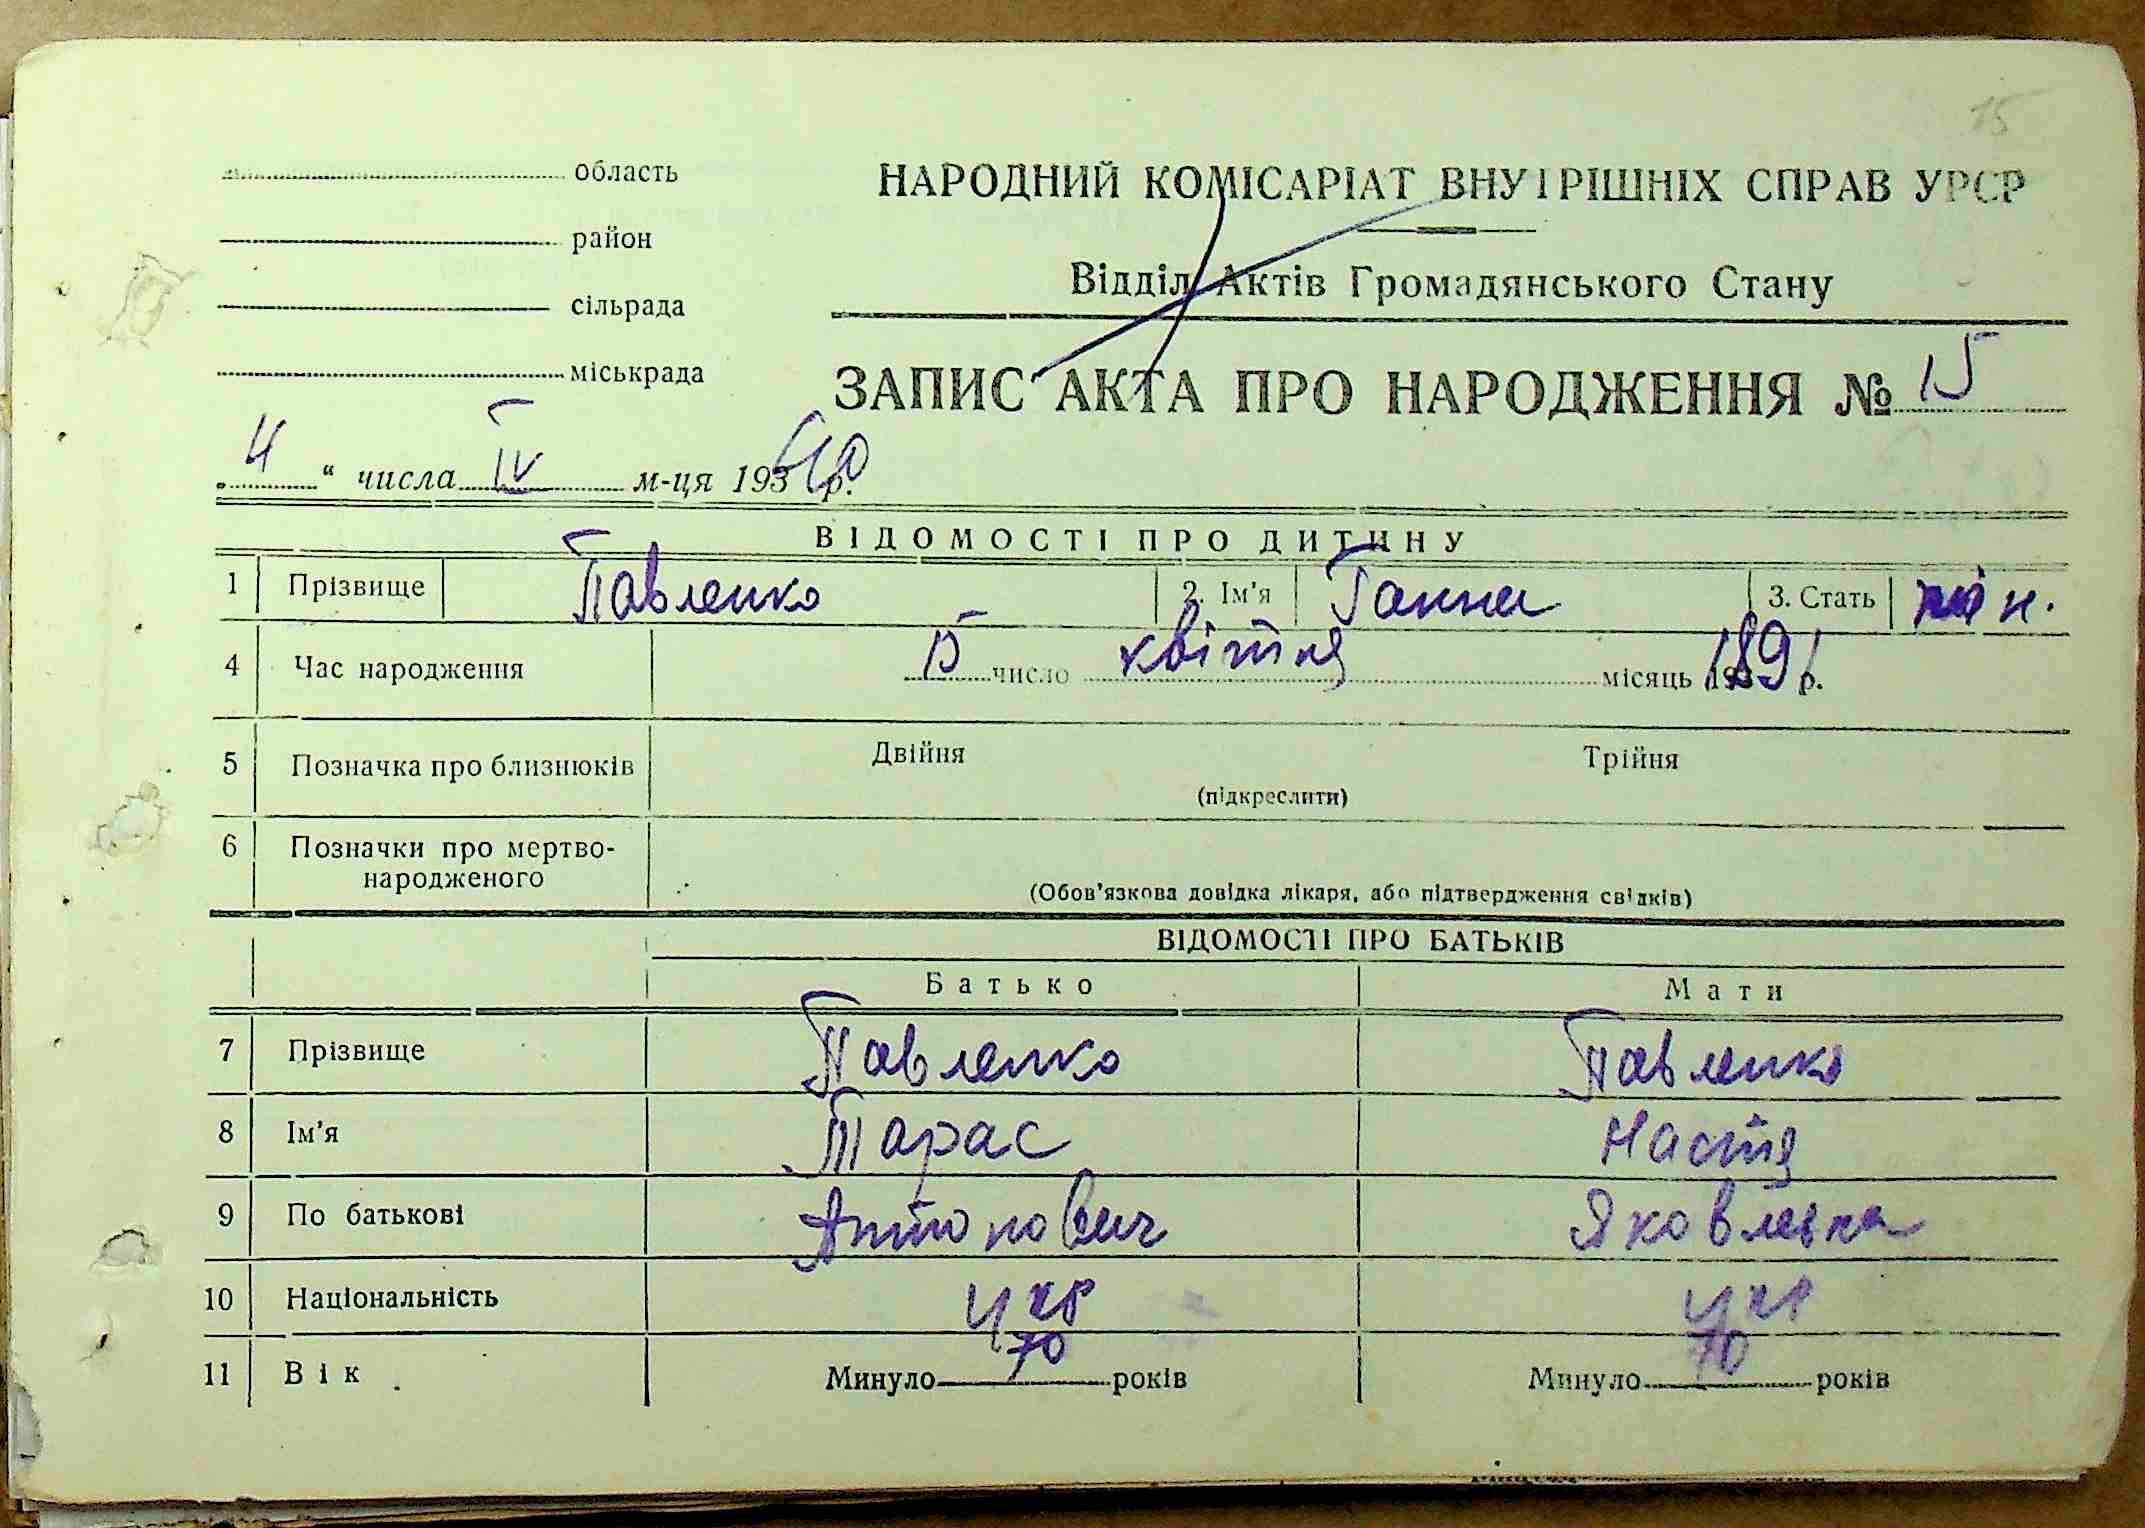 15
область
НАРОДНИЙ КОМІСАРІАТ ВНУТРІШНІХ СПРАВ УРСР
район
Відділ Актів Громадянського Стану
сільрада
міськрада
ЗАПИС АКТА ПРО НАРОДЖЕННЯ № 15
„4“ числа IV м-ця 1940 р.
ВІДОМОСТІ ПРО ДИТИНУ
1 Прізвище Павленко 2. Ім'я Ганна 3. Стать жін.
4 Час народження 15 число квітня місяць 1891 р.
5 Позначка про близнюків Двійня Трійня
(підкреслити)
6 Позначки про мертво-
народженого
(Обов'язкова довідка лікаря, або підтвердження свідків)
ВІДОМОСТІ ПРО БАТЬКІВ
Батько Мати
7 Прізвище Павленко Павленко
8 Ім'я Тарас Настя
9 По батькові Антонович Яковлевна
10 Національність укр укр
11 Вік Минуло 70 років Минуло 70 років